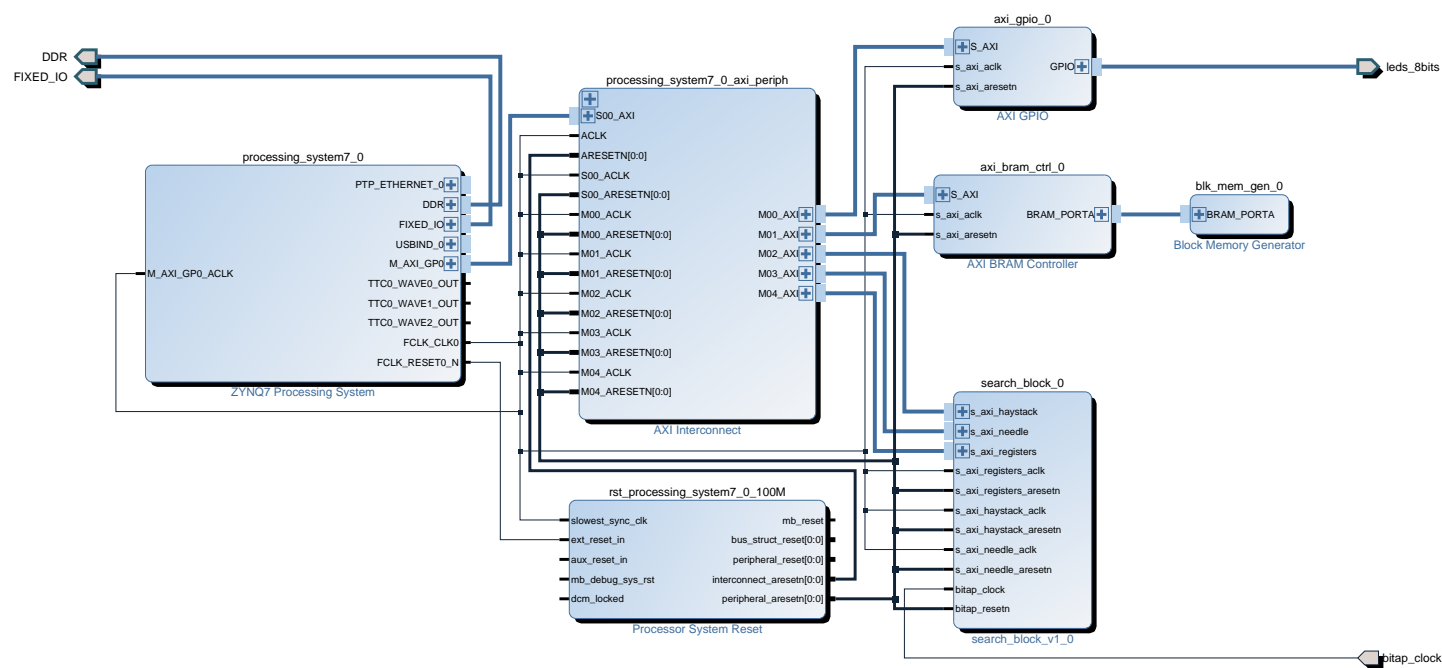 DDR
FIXED_IO
processing_system7_0
PTP_ETHERNET_0
DDR
FIXED_IO
USBIND_0
M_AXI_GP0
M_AXI_GP0_ACLK
TTC0_WAVE0_OUT
TTC0_WAVE1_OUT
TTC0_WAVE2_OUT
FCLK_CLK0
FCLK_RESET0_N
ZYNQ7 Processing System
processing_system7_0_axi_periph
S00_AXI
ACLK
ARESETN[0:0]
S00_ACLK
S00_ARESETN[0:0]
M00_ACLK
M00_ARESETN[0:0]
M01_ACLK
M01_ARESETN[0:0]
M02_ACLK
M02_ARESETN[0:0]
M03_ACLK
M03_ARESETN[0:0]
M04_ACLK
M04_ARESETN[0:0]
M00_AXI
M01_AXI
M02_AXI
M03_AXI
M04_AXI
AXI Interconnect
rst_processing_system7_0_100M
slowest_sync_clk
ext_reset_in
aux_reset_in
mb_debug_sys_rst
dcm_locked
mb_reset
bus_struct_reset[0:0]
peripheral_reset[0:0]
interconnect_aresetn[0:0]
peripheral_aresetn[0:0]
Processor System Reset
axi_gpio_0
S_AXI
s_axi_aclk
s_axi_aresetn
GPIO
AXI GPIO
leds_8bits
axi_bram_ctrl_0
S_AXI
s_axi_aclk
s_axi_aresetn
BRAM_PORTA
AXI BRAM Controller
blk_mem_gen_0
BRAM_PORTA
Block Memory Generator
search_block_0
s_axi_haystack
s_axi_needle
s_axi_registers
s_axi_registers_aclk
s_axi_registers_aresetn
s_axi_haystack_aclk
s_axi_haystack_aresetn
s_axi_needle_aclk
s_axi_needle_aresetn
bitap_clock
bitap_resetn
search_block_v1_0
bitap_clock